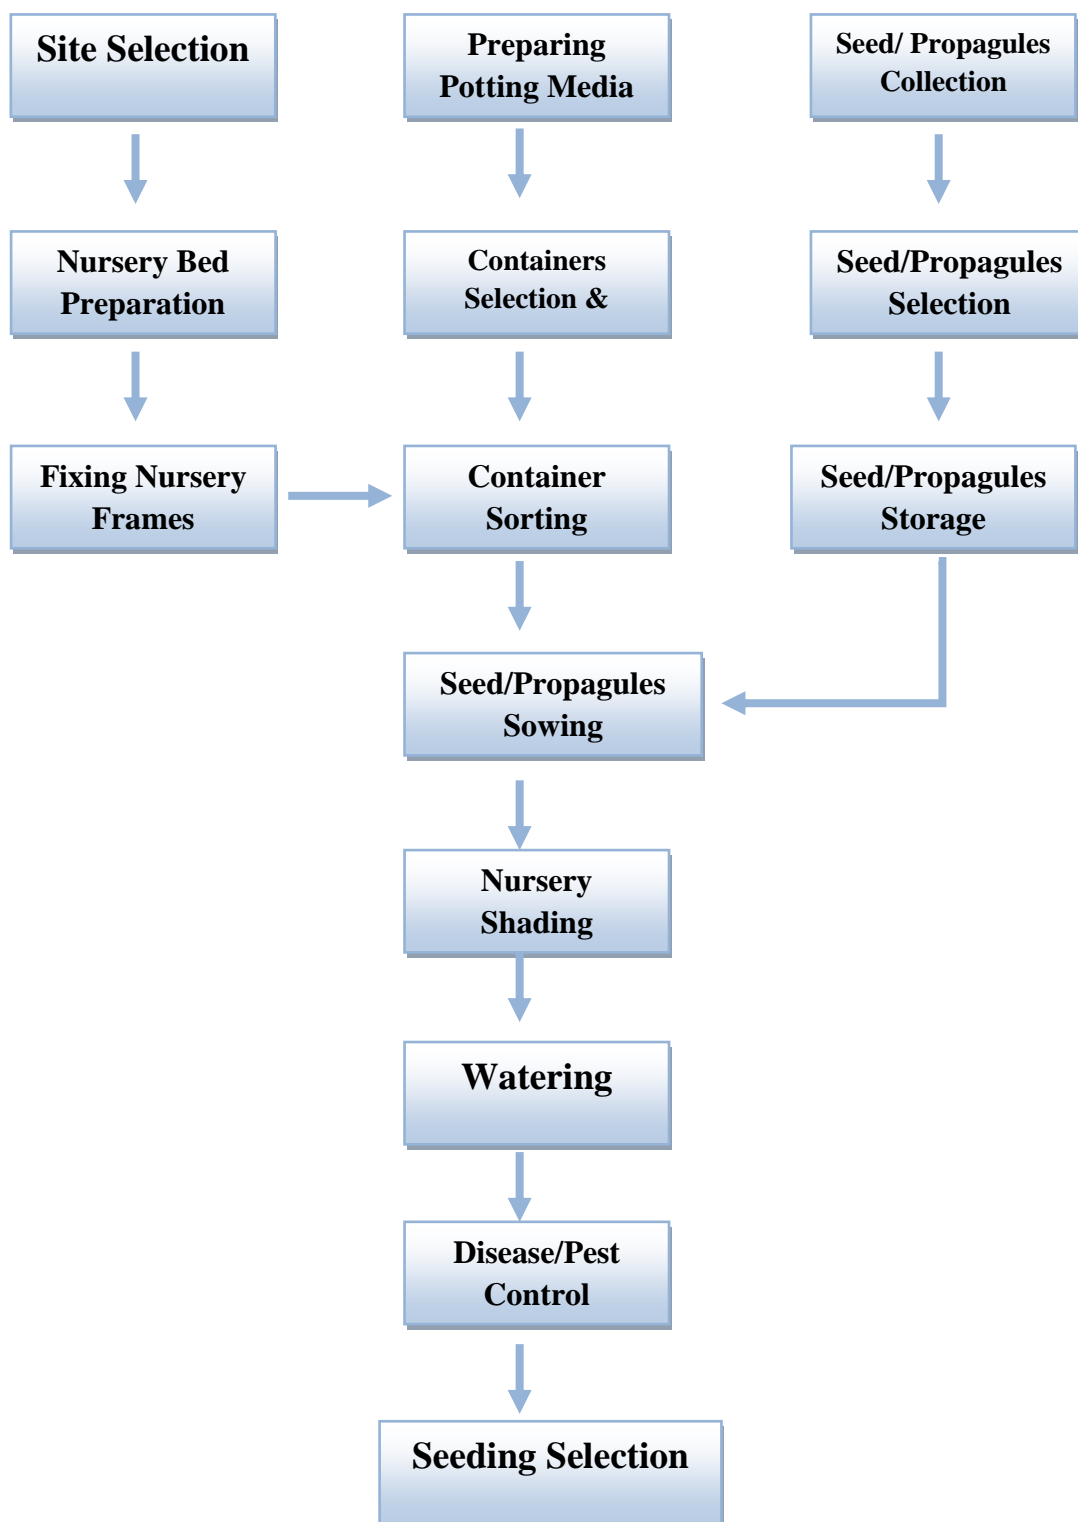 Site Selection
Preparing
Potting Media
Seed/ Propagules
Collection
Nursery Bed
Preparation
Containers
Selection &
Seed/Propagules
Selection
Fixing Nursery
Frames
Container
Sorting
Seed/Propagules
Storage
Seed/Propagules
Sowing
Nursery
Shading
Watering
Disease/Pest
Control
Seeding Selection